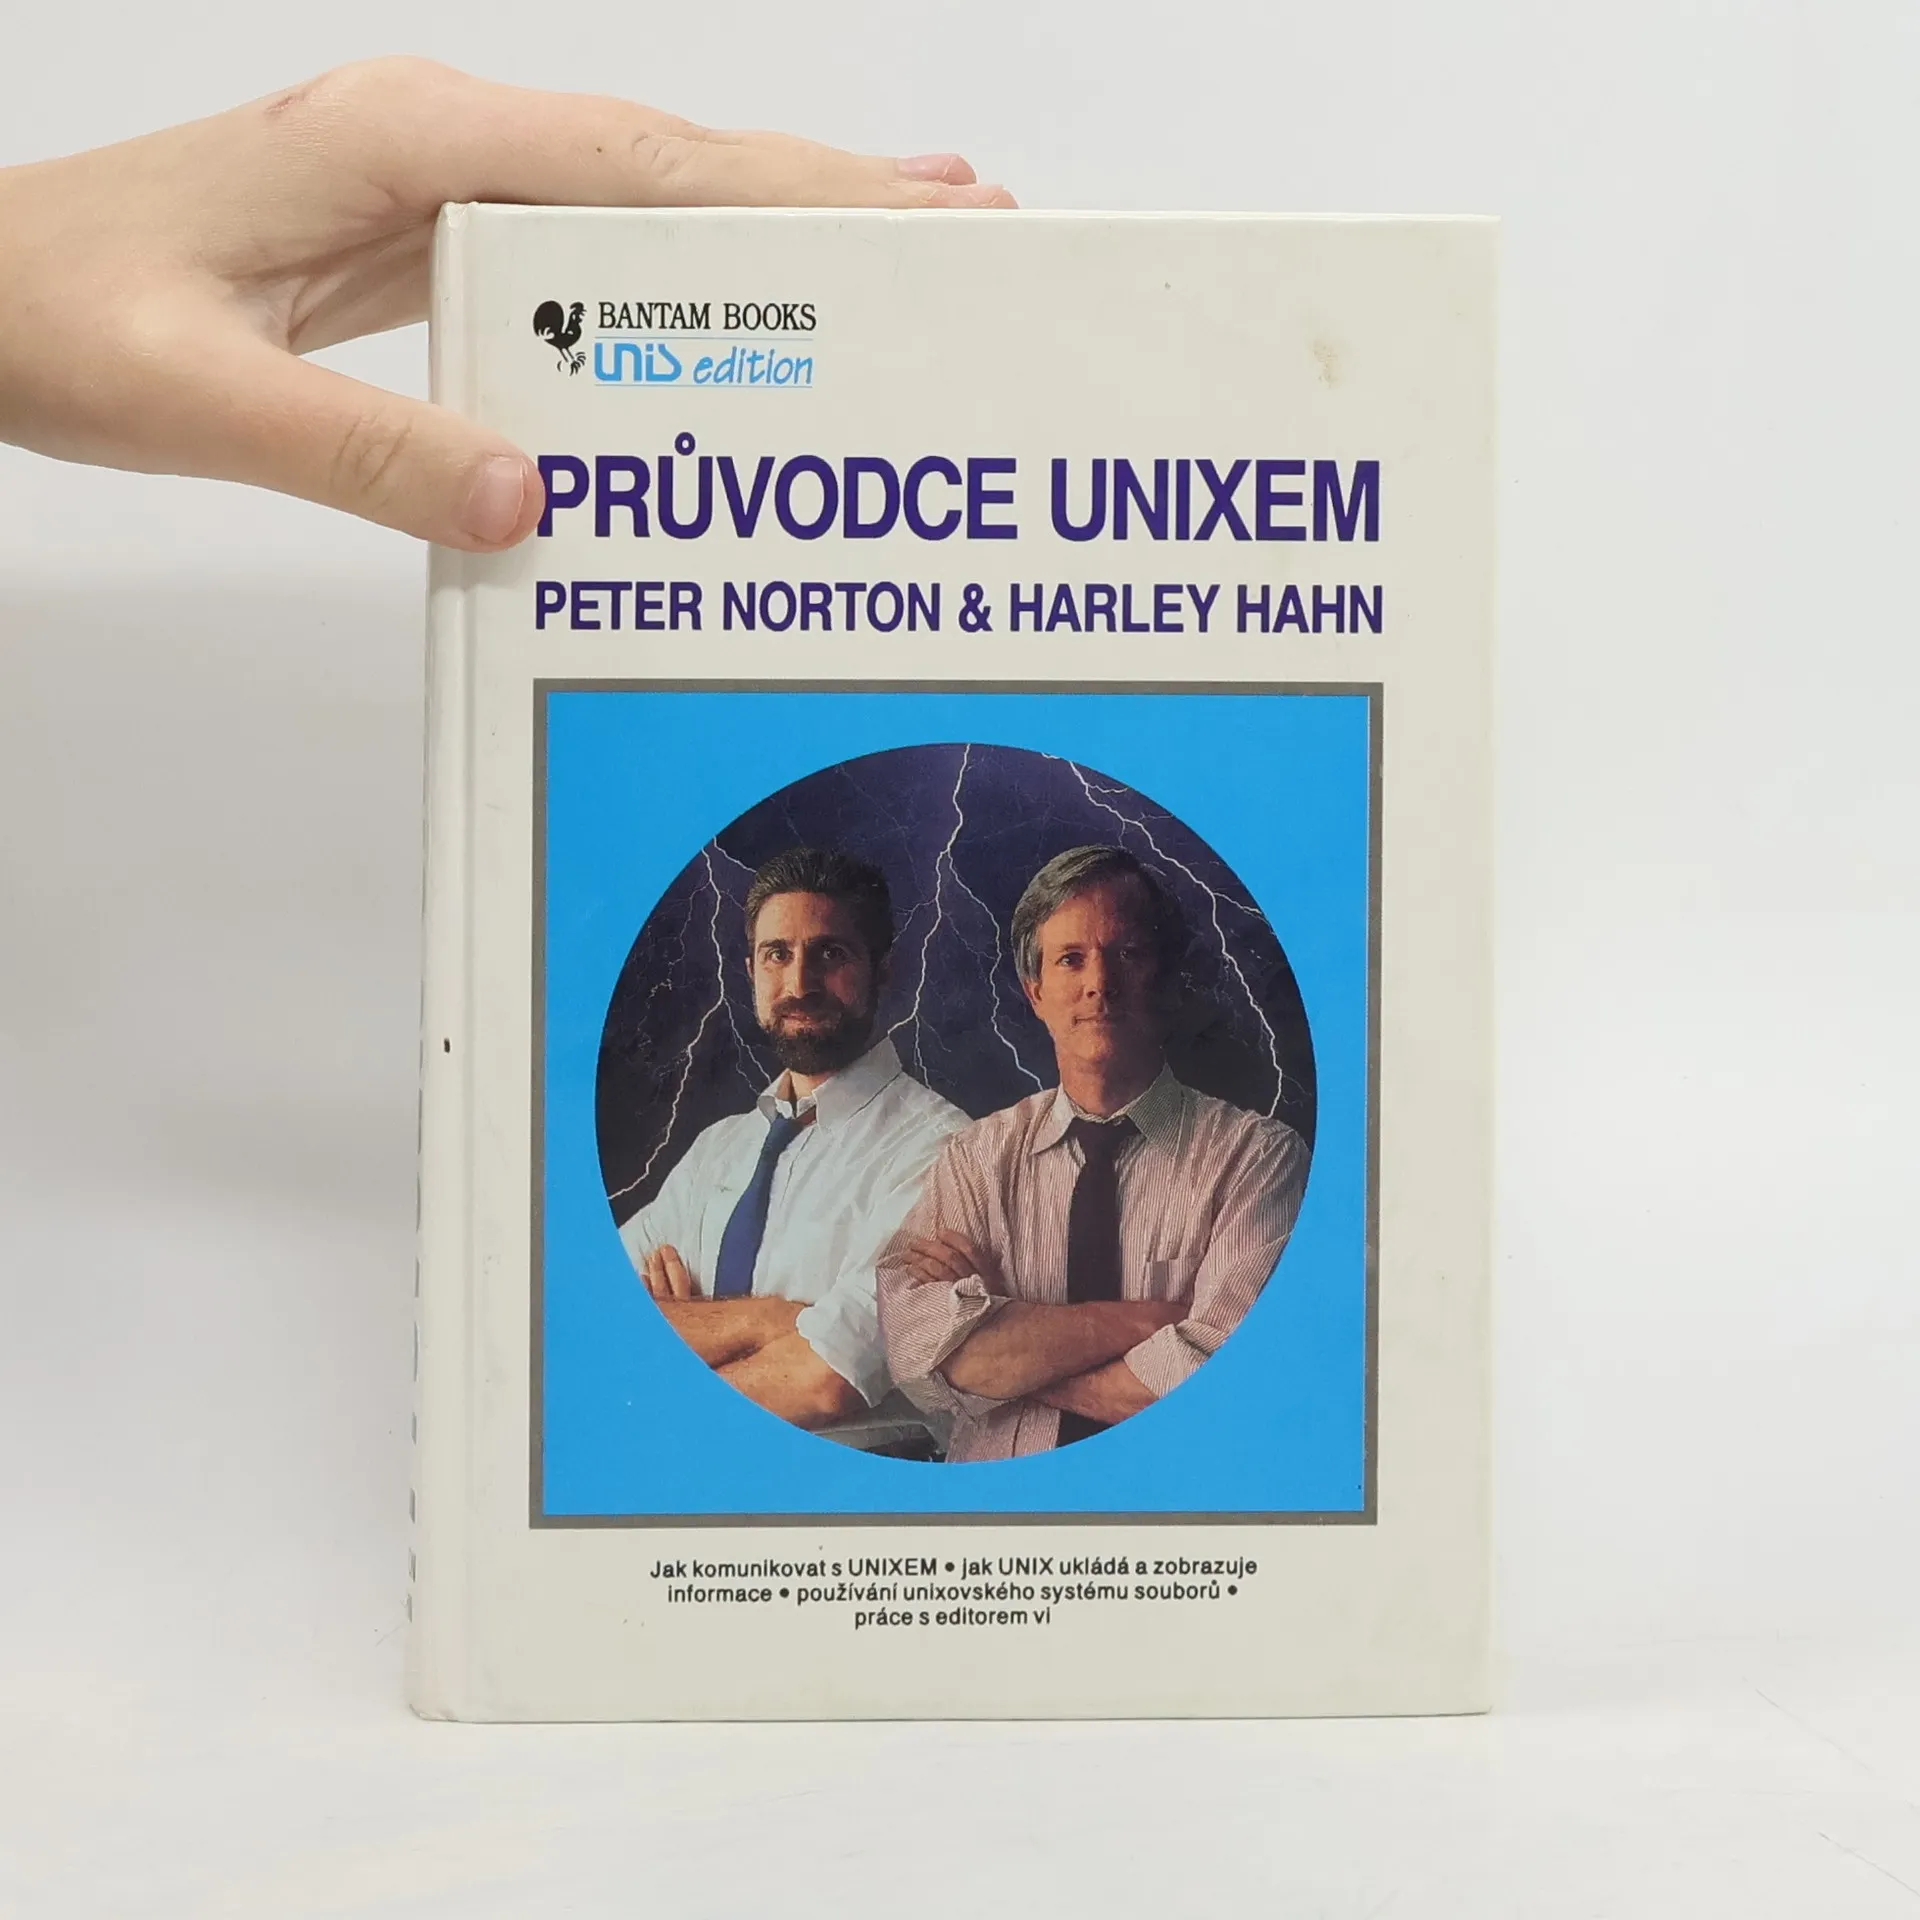 BANTAM BOOKS
UNIS edition
PRŮVODCE UNIXEM
PETER NORTON & HARLEY HAHN
Jak komunikovat s UNIXEM • jak UNIX ukládá a zobrazuje
informace • používání unixovského systému souborů •
práce s editorem vi